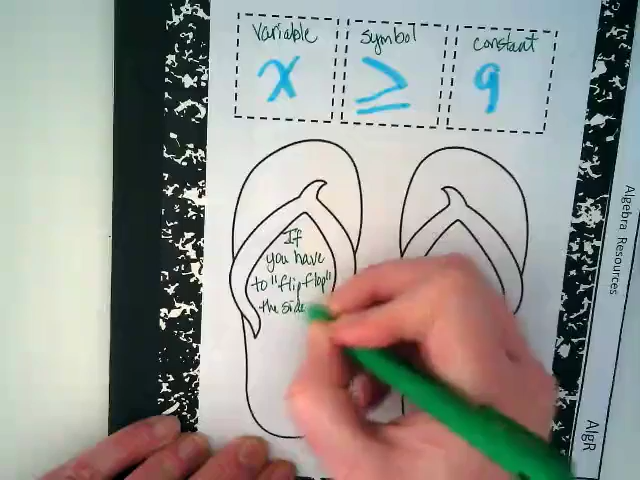 variable symbol constant
x ≥ 9
If
you have
to "flip flop"
the side
Algebra Resources
AlgR